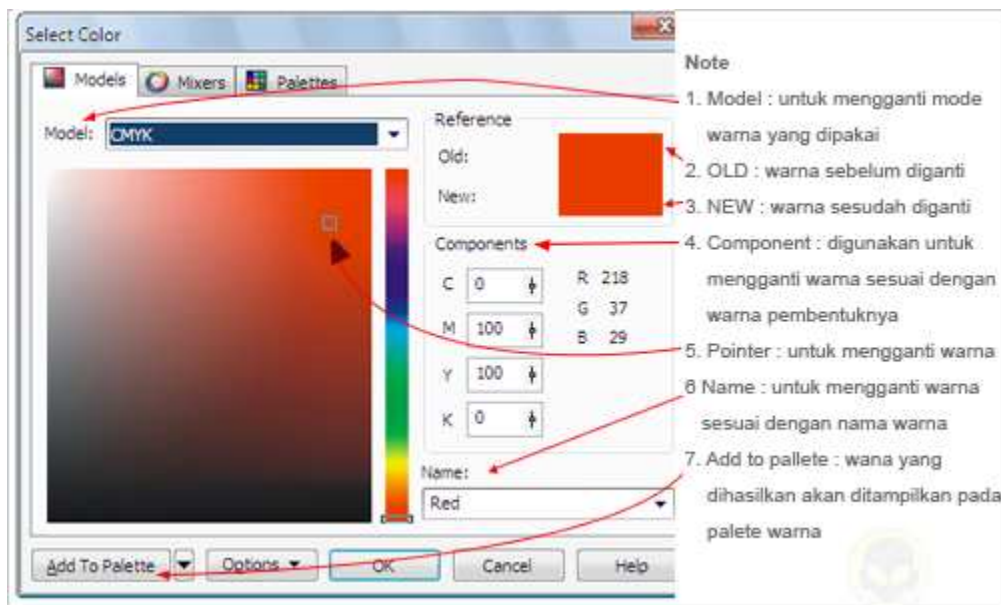 Select Color
Models
Mixers
Palettes
Model: CMYK
Reference
Old:
New:
Components
C 0 R 218
M 100 G 37
Y 100 B 29
K 0
Name:
Red
Add To Palette
Options
OK
Cancel
Help
Note
1. Model : untuk mengganti mode
warna yang dipakai
2. OLD : warna sebelum diganti
3. NEW : warna sesudah diganti
4. Component : digunakan untuk
mengganti warna sesuai dengan
warna pembentuknya
5. Pointer : untuk mengganti warna
6 Name : untuk mengganti warna
sesuai dengan nama warna
7. Add to pallete : wana yang
dihasilkan akan ditampilkan pada
palete warna